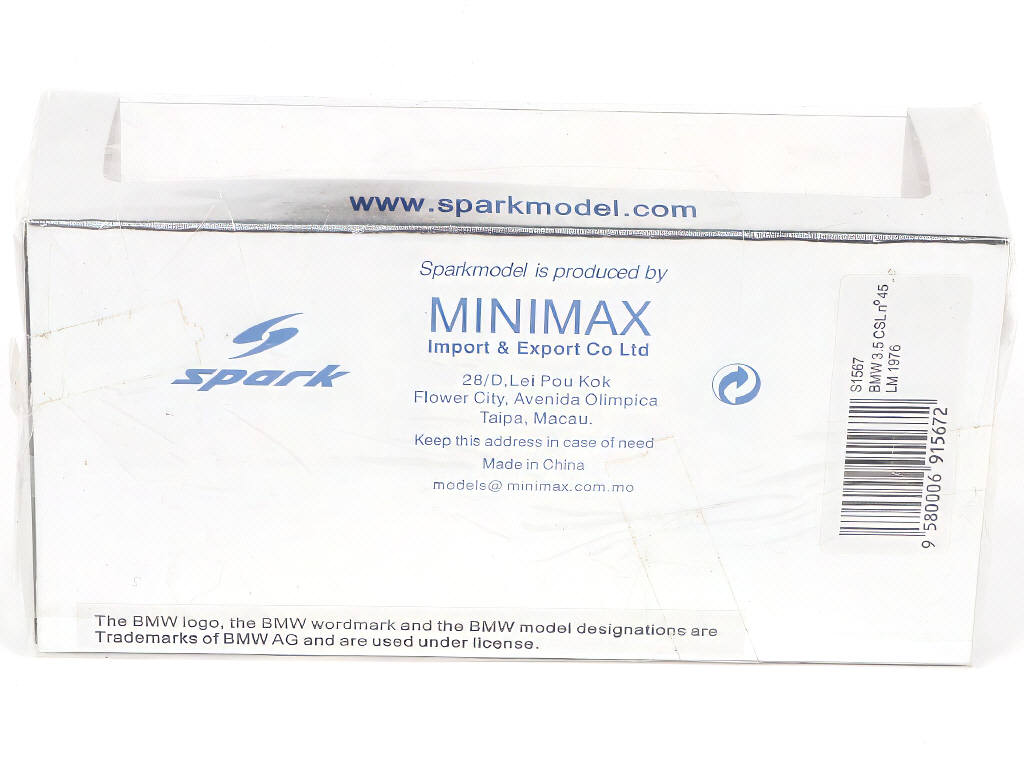 www.sparkmodel.com
Sparkmodel is produced by
MINIMAX
Import & Export Co Ltd
28/D,Lei Pou Kok
Flower City, Avenida Olimpica
Taipa, Macau.
Keep this address in case of need
Made in China
models@ minimax.com.mo
spark
S1567
BMW 3.5 CSL n°45
LM 1976
9 580006 915672
The BMW logo, the BMW wordmark and the BMW model designations are
Trademarks of BMW AG and are used under license.